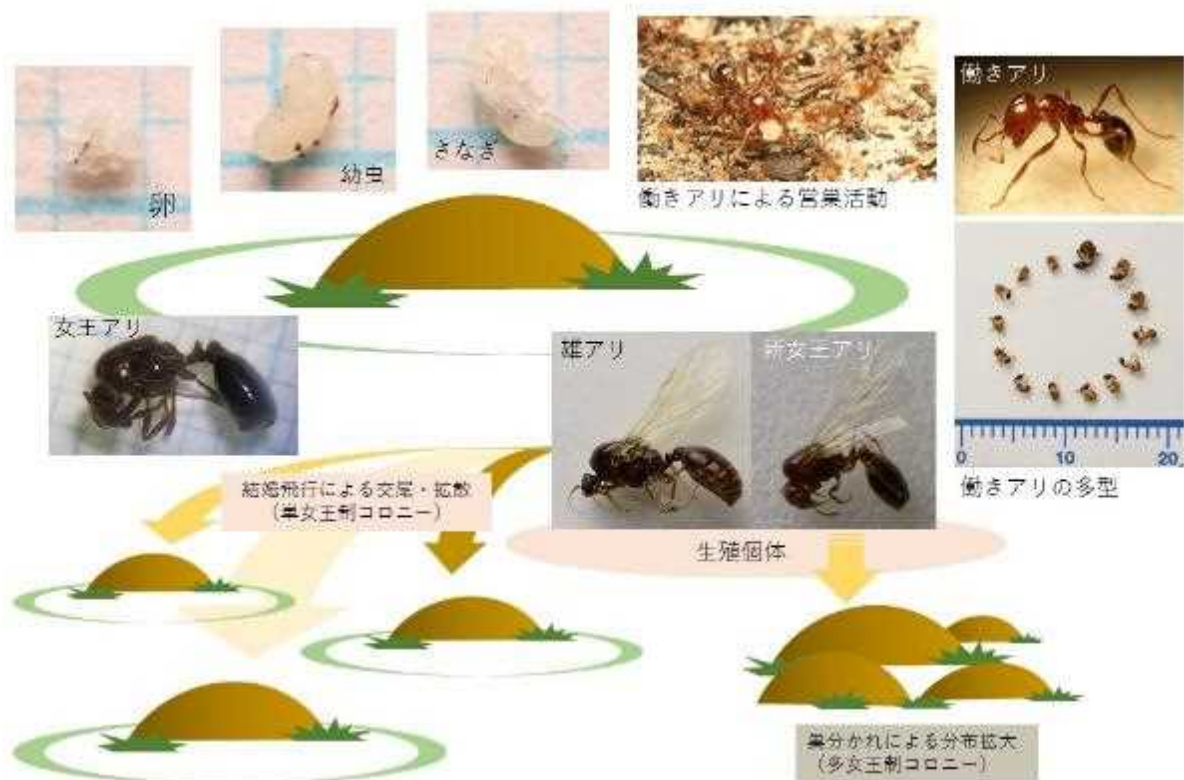 卵
幼虫
さなぎ
働きアリによる営巣活動
働きアリ
女王アリ
雄アリ
新女王アリ
0 10 20
働きアリの多型
結婚飛行による交尾・拡散
（単女王制コロニー）
生殖個体
巣分かれによる分布拡大
（多女王制コロニー）